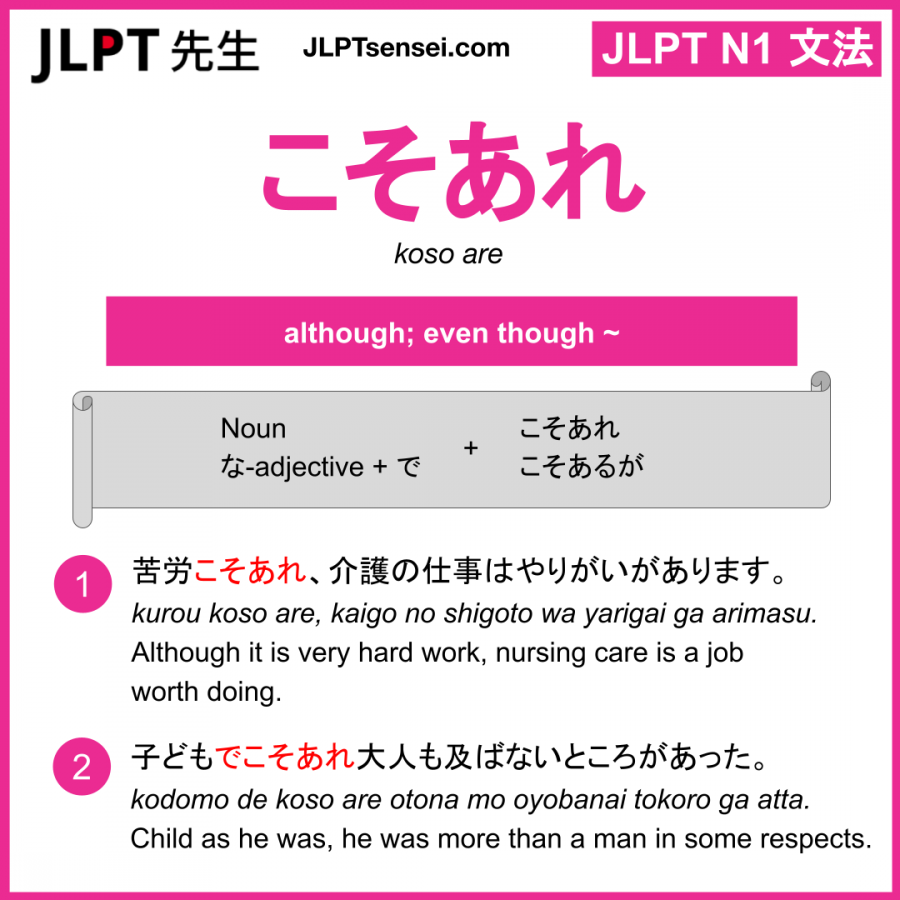 JLPT 先生
JLPTsensei.com
JLPT N1 文法
こそあれ
koso are
although; even though ~
Noun
な-adjective + で
+
こそあれ
こそあるが
1
苦労こそあれ、介護の仕事はやりがいがあります。
kurou koso are, kaigo no shigoto wa yarigai ga arimasu.
Although it is very hard work, nursing care is a job
worth doing.
2
子どもでこそあれ大人も及ばないところがあった。
kodomo de koso are otona mo oyobanai tokoro ga atta.
Child as he was, he was more than a man in some respects.